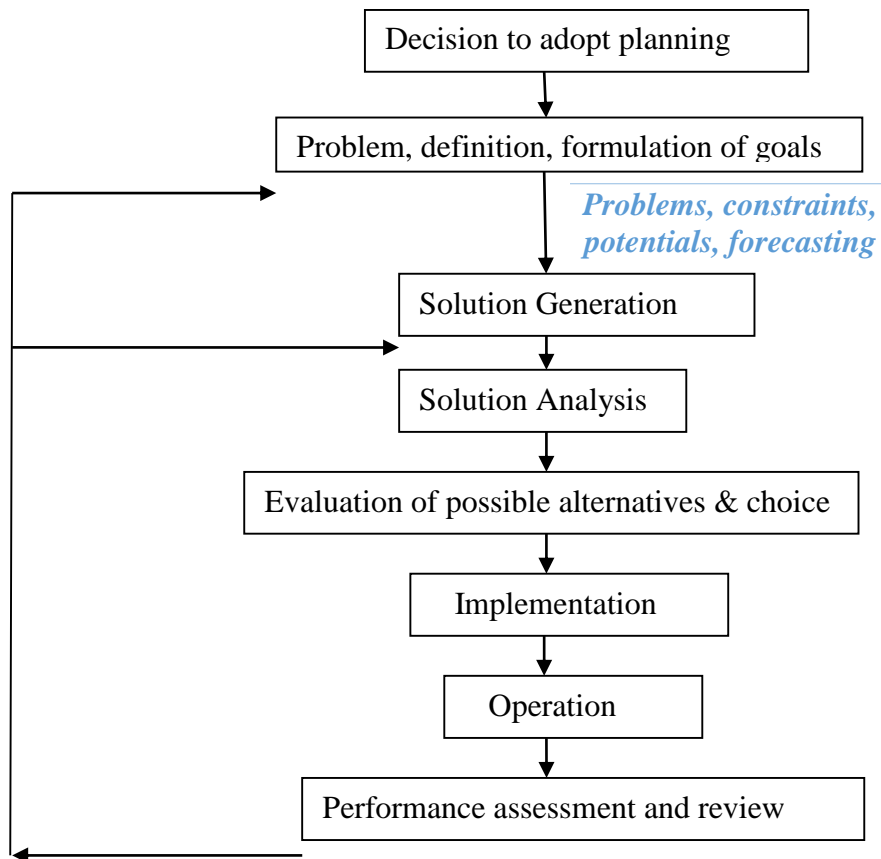 Decision to adopt planning
Problem, definition, formulation of goals
Problems, constraints,
potentials, forecasting
Solution Generation
Solution Analysis
Evaluation of possible alternatives & choice
Implementation
Operation
Performance assessment and review